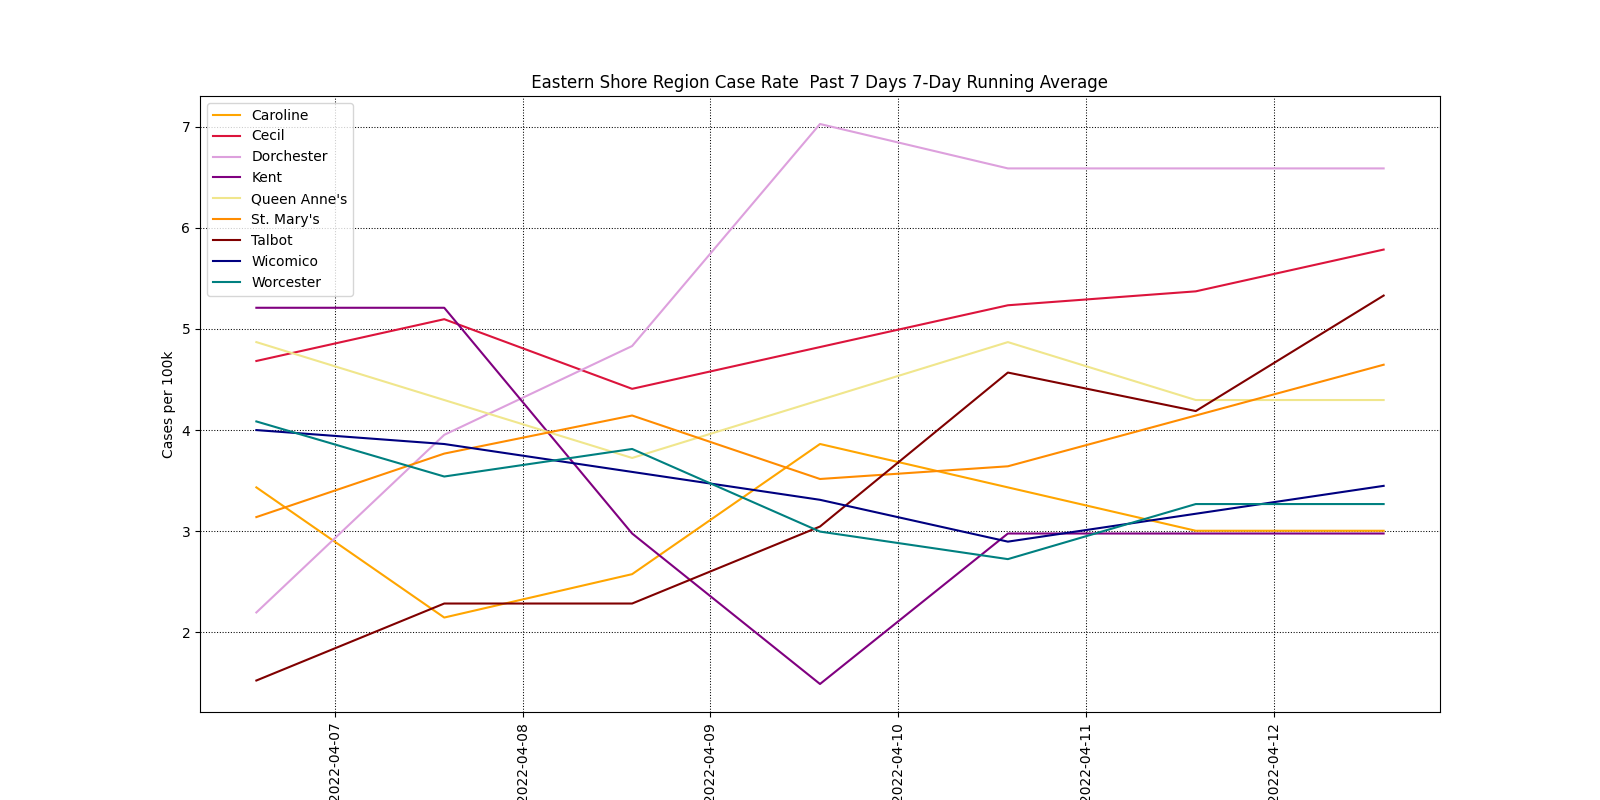 Eastern Shore Region Case Rate  Past 7 Days 7-Day Running Average
Caroline
Cecil
Dorchester
Kent
Queen Anne's
St. Mary's
Talbot
Wicomico
Worcester
7
6
5
4
3
2
Cases per 100k
2022-04-07
2022-04-08
2022-04-09
2022-04-10
2022-04-11
2022-04-12